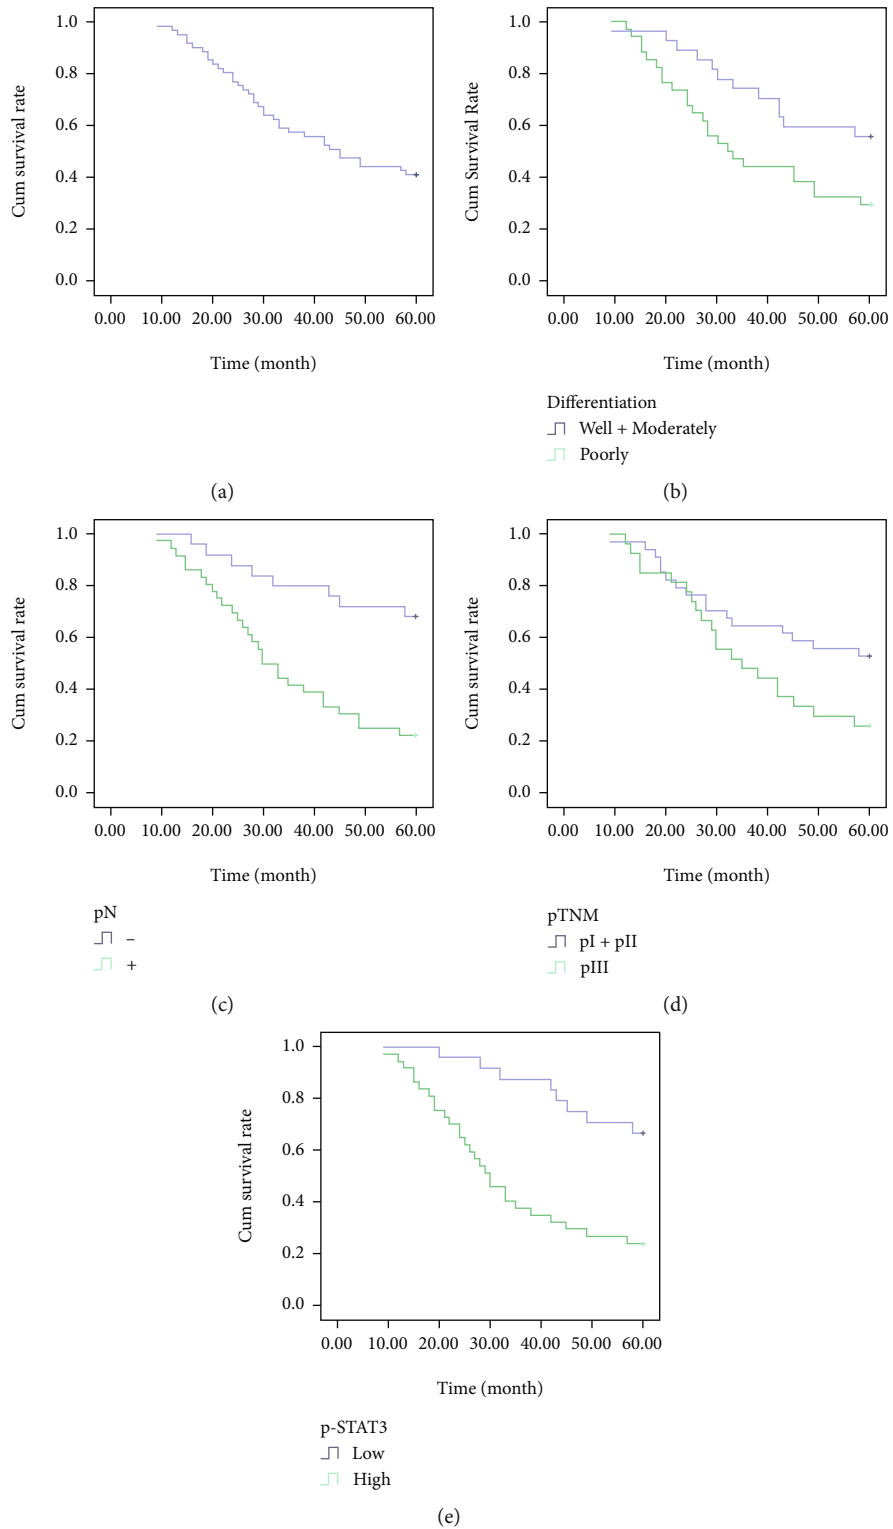 1.0
0.8
0.6
0.4
0.2
0.0
Cum survival rate
0.00 10.00 20.00 30.00 40.00 50.00 60.00
Time (month)
(a)
1.0
0.8
0.6
0.4
0.2
0.0
Cum Survival Rate
0.00 10.00 20.00 30.00 40.00 50.00 60.00
Time (month)
Differentiation
Well + Moderately
Poorly
(b)
1.0
0.8
0.6
0.4
0.2
0.0
Cum survival rate
0.00 10.00 20.00 30.00 40.00 50.00 60.00
Time (month)
pN
–
+
(c)
1.0
0.8
0.6
0.4
0.2
0.0
Cum survival rate
0.00 10.00 20.00 30.00 40.00 50.00 60.00
Time (month)
pTNM
pI + pII
pIII
(d)
1.0
0.8
0.6
0.4
0.2
0.0
Cum survival rate
0.00 10.00 20.00 30.00 40.00 50.00 60.00
Time (month)
p-STAT3
Low
High
(e)